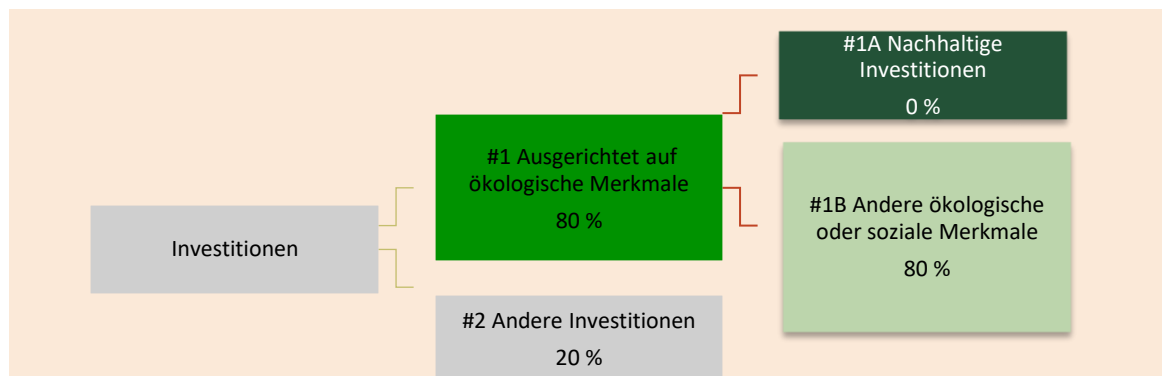 Investitionen
#1 Ausgerichtet auf
ökologische Merkmale
80 %
#2 Andere Investitionen
20 %
#1A Nachhaltige
Investitionen
0 %
#1B Andere ökologische
oder soziale Merkmale
80 %